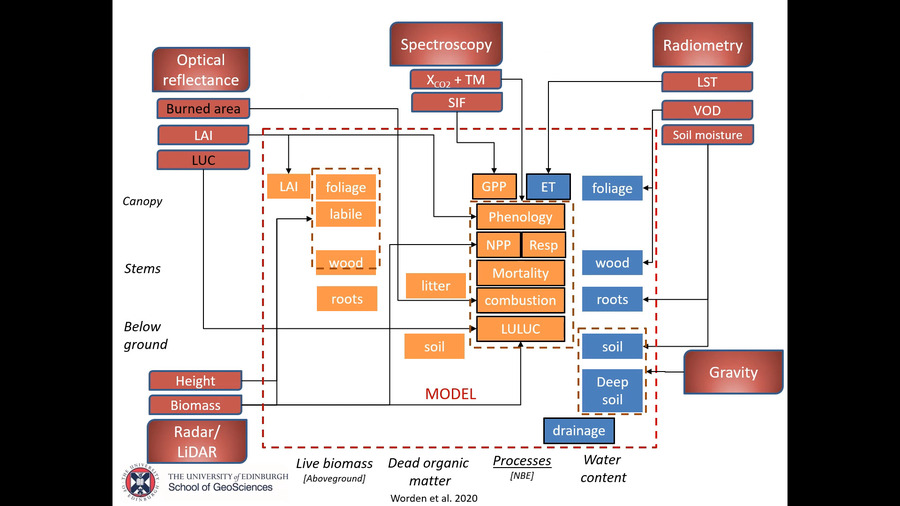 Spectroscopy
Radiometry
Optical
reflectance
XCO2 + TM
LST
SIF
Burned area
VOD
LAI
Soil moisture
LUC
LAI
foliage
GPP
ET
foliage
Canopy
labile
Phenology
NPP
Resp
Stems
wood
wood
Mortality
litter
roots
combustion
roots
Below
ground
LULUC
soil
soil
Gravity
Height
Deep
soil
Biomass
MODEL
Radar/
LiDAR
drainage
Live biomass
[Aboveground]
Dead organic
matter
Processes
[NBE]
Water
content
Worden et al. 2020
THE UNIVERSITY OF EDINBURGH
School of GeoSciences